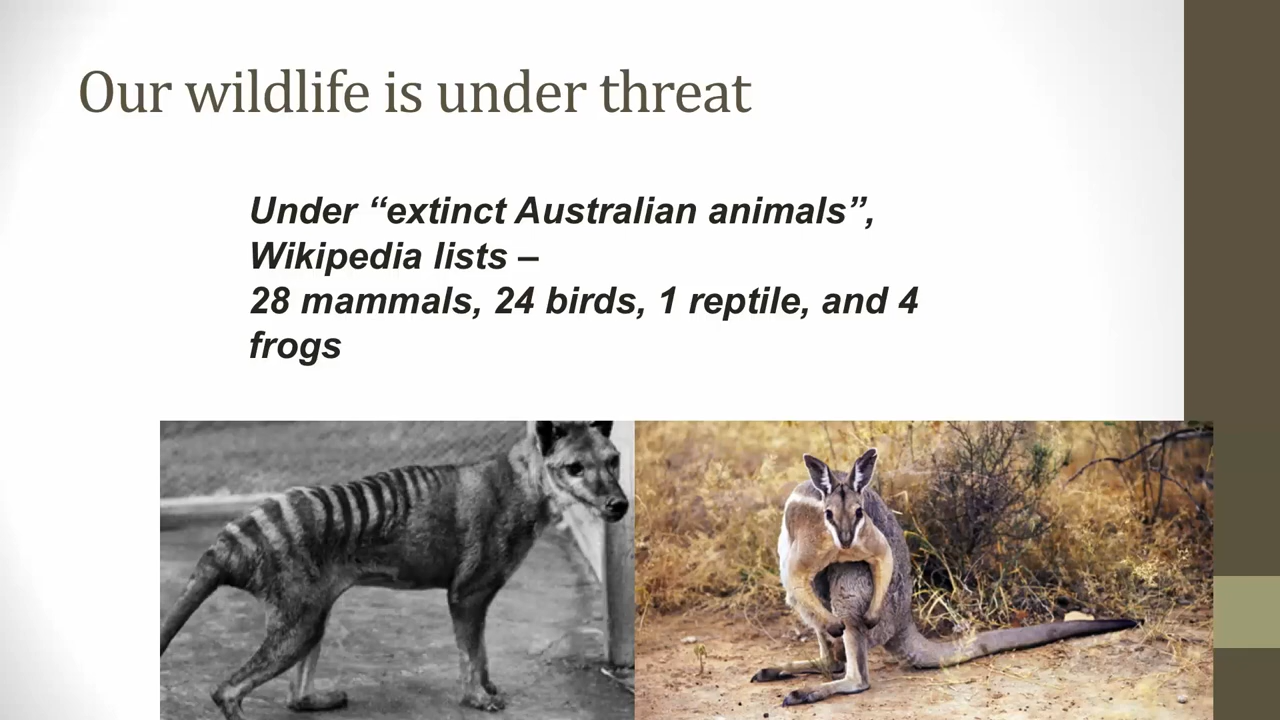 Our wildlife is under threat
Under “extinct Australian animals”,
Wikipedia lists –
28 mammals, 24 birds, 1 reptile, and 4
frogs